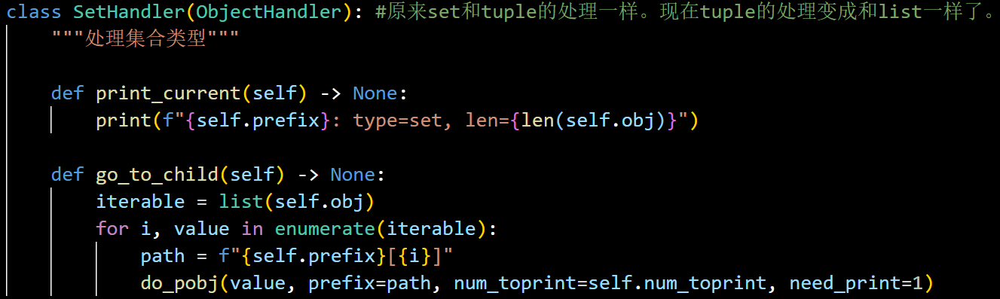 class SetHandler(ObjectHandler): #原来set和tuple的处理一样。现在tuple的处理变成和list一样了。
    """处理集合类型"""

    def print_current(self) -> None:
        print(f"{self.prefix}: type=set, len={len(self.obj)}")

    def go_to_child(self) -> None:
        iterable = list(self.obj)
        for i, value in enumerate(iterable):
            path = f"{self.prefix}[{i}]"
            do_pobj(value, prefix=path, num_toprint=self.num_toprint, need_print=1)